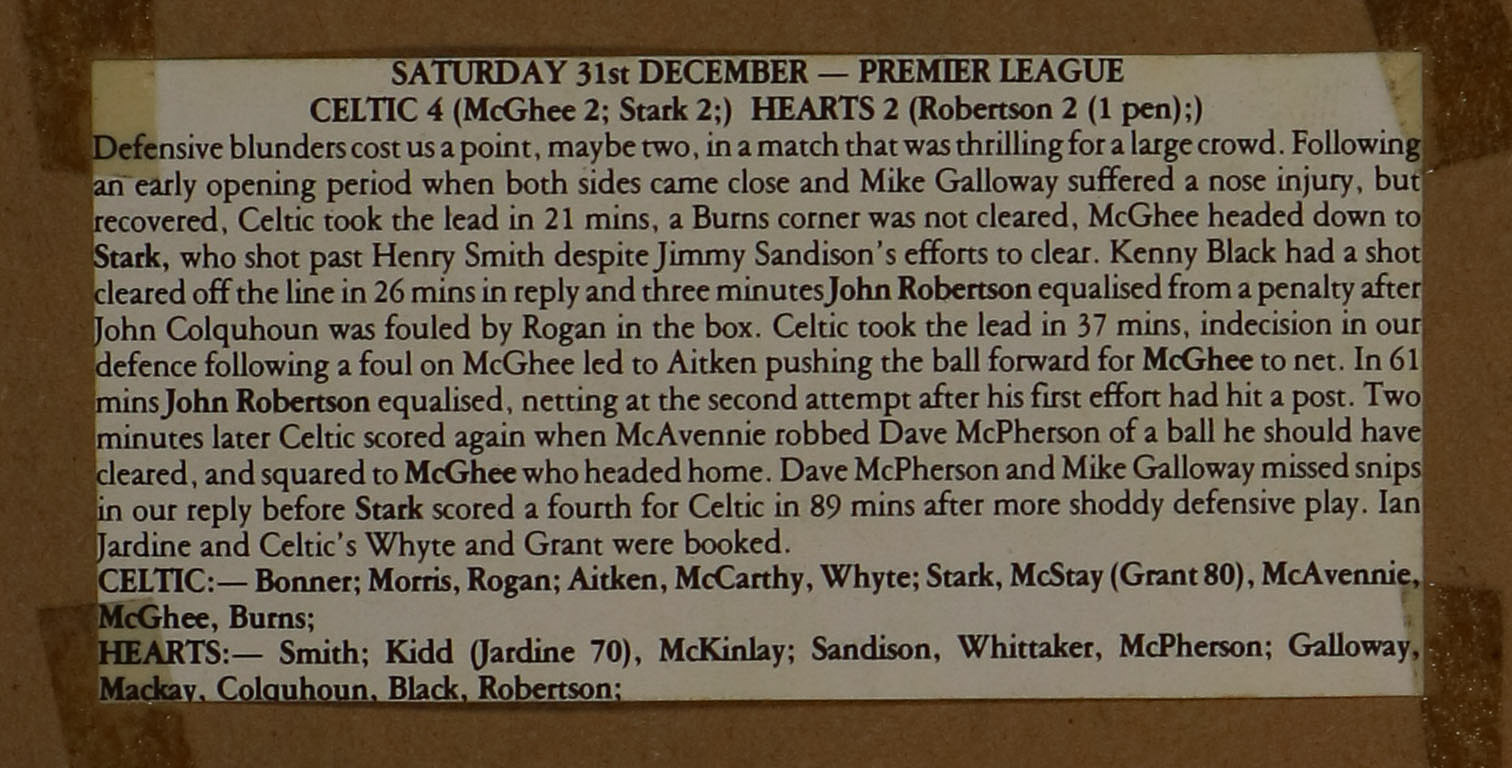 SATURDAY 31st DECEMBER — PREMIER LEAGUE
CELTIC 4 (McGhee 2; Stark 2;) HEARTS 2 (Robertson 2 (1 pen);)
Defensive blunders cost us a point, maybe two, in a match that was thrilling for a large crowd. Following
an early opening period when both sides came close and Mike Galloway suffered a nose injury, but
recovered, Celtic took the lead in 21 mins, a Burns corner was not cleared, McGhee headed down to
Stark, who shot past Henry Smith despite Jimmy Sandison's efforts to clear. Kenny Black had a shot
cleared off the line in 26 mins in reply and three minutes John Robertson equalised from a penalty after
John Colquhoun was fouled by Rogan in the box. Celtic took the lead in 37 mins, indecision in our
defence following a foul on McGhee led to Aitken pushing the ball forward for McGhee to net. In 61
mins John Robertson equalised, netting at the second attempt after his first effort had hit a post. Two
minutes later Celtic scored again when McAvennie robbed Dave McPherson of a ball he should have
cleared, and squared to McGhee who headed home. Dave McPherson and Mike Galloway missed snips
in our reply before Stark scored a fourth for Celtic in 89 mins after more shoddy defensive play. Ian
Jardine and Celtic's Whyte and Grant were booked.
CELTIC:— Bonner; Morris, Rogan; Aitken, McCarthy, Whyte; Stark, McStay (Grant 80), McAvennie,
McGhee, Burns;
HEARTS:— Smith; Kidd (Jardine 70), McKinlay; Sandison, Whittaker, McPherson; Galloway,
Mackay, Colquhoun, Black, Robertson;